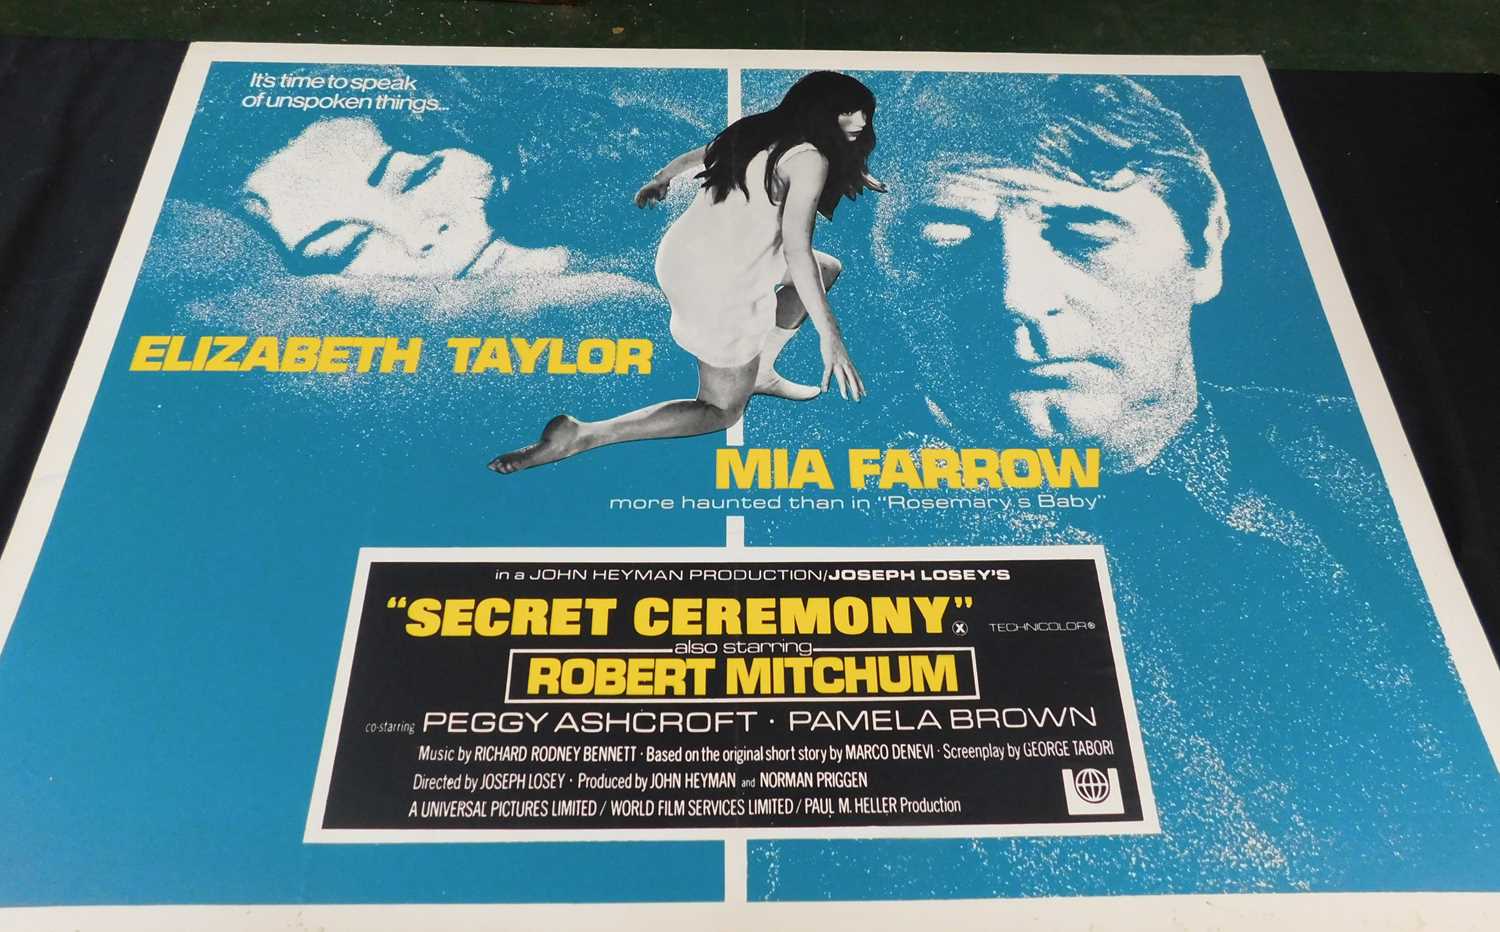 It's time to speak
of unspoken things...
ELIZABETH TAYLOR
MIA FARROW
more haunted than in "Rosemary's Baby"
in a JOHN HEYMAN PRODUCTION/JOSEPH LOSEY'S
"SECRET CEREMONY" X TECHNICOLOR®
also starring
ROBERT MITCHUM
co-starring PEGGY ASHCROFT · PAMELA BROWN
Music by RICHARD RODNEY BENNETT · Based on the original short story by MARCO DENEVI · Screenplay by GEORGE TABORI
Directed by JOSEPH LOSEY · Produced by JOHN HEYMAN and NORMAN PRIGGEN
A UNIVERSAL PICTURES LIMITED / WORLD FILM SERVICES LIMITED / PAUL M. HELLER Production